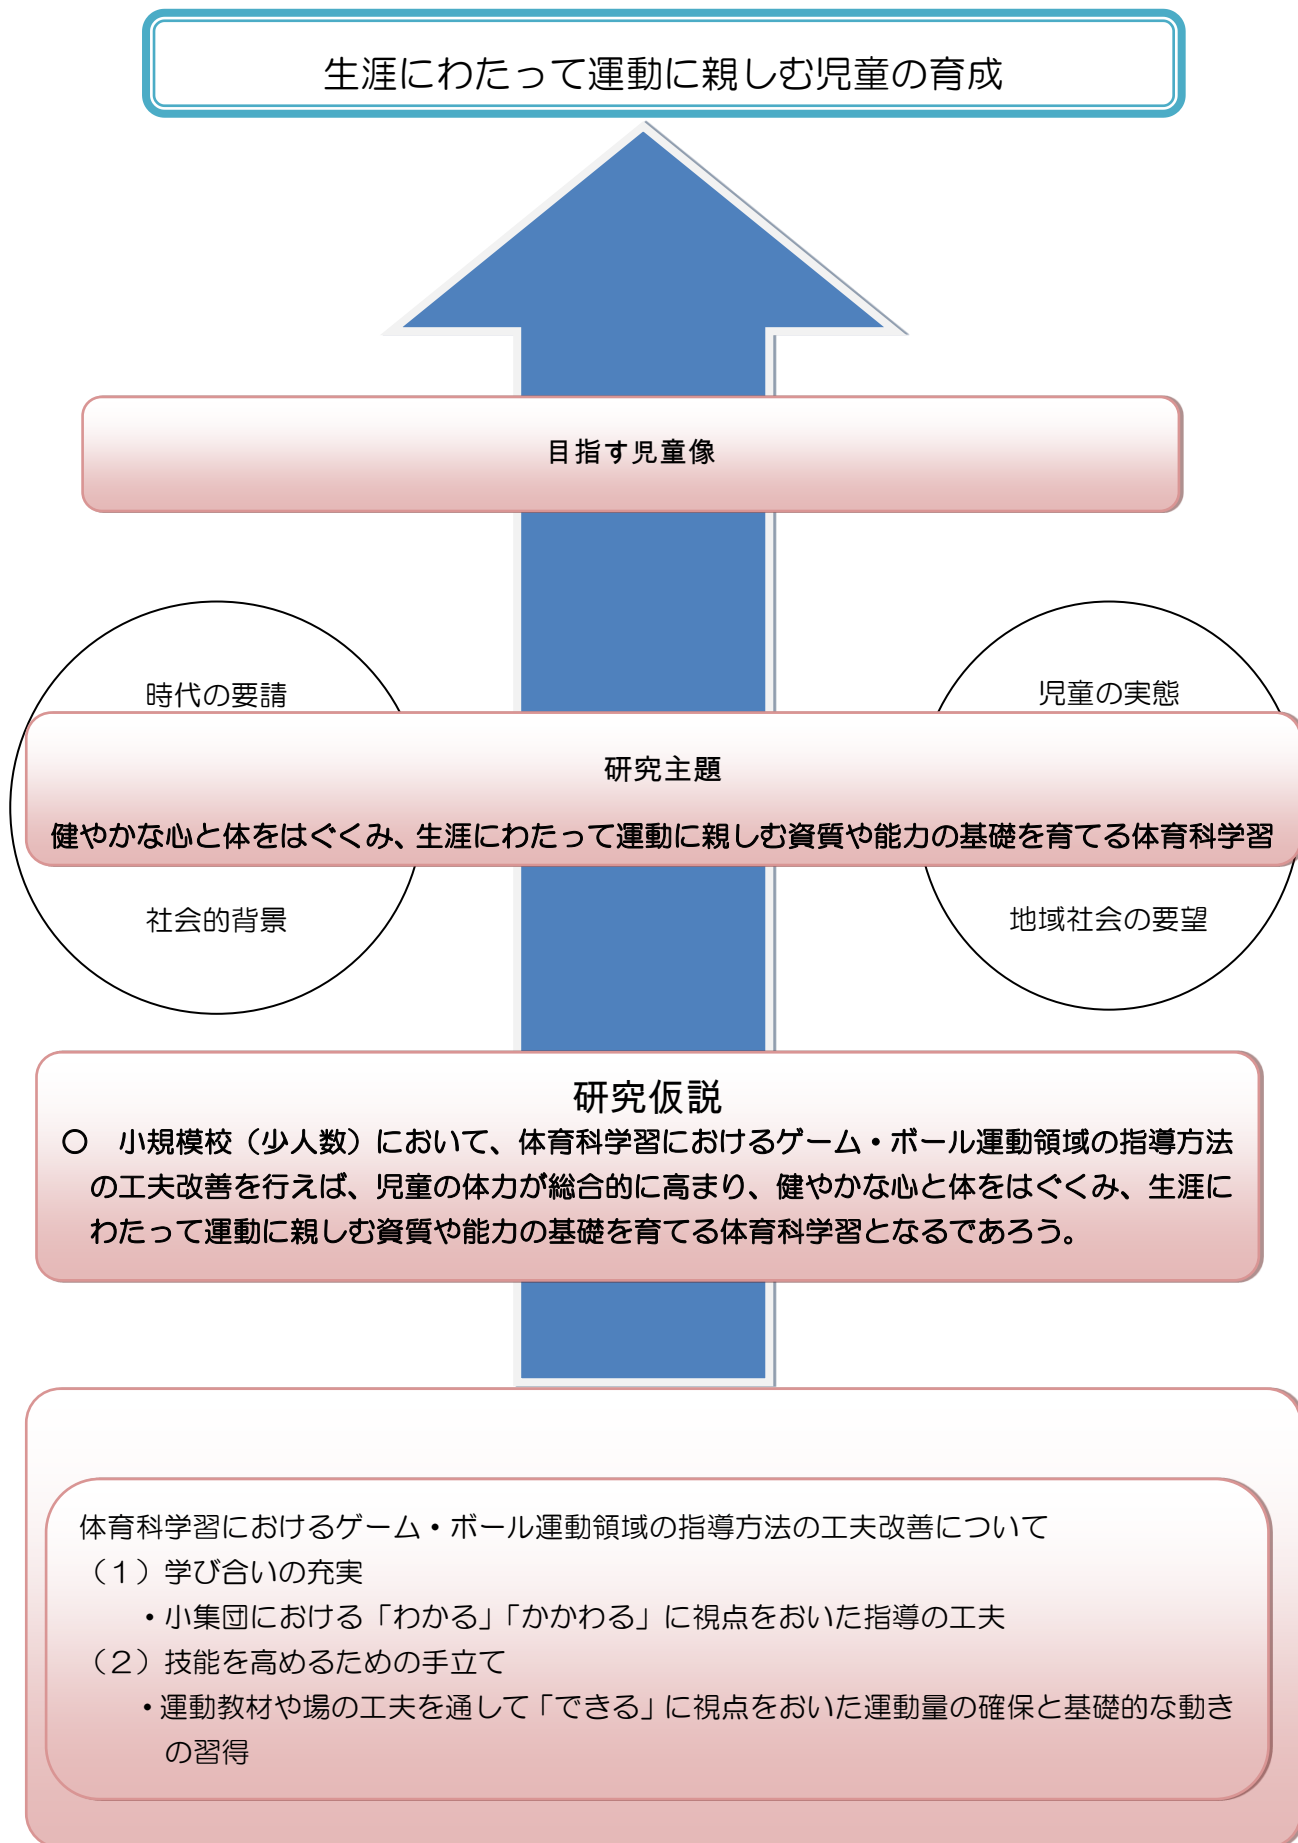 生涯にわたって運動に親しむ児童の育成
目指す児童像
時代の要請
児童の実態
研究主題
健やかな心と体をはぐくみ、生涯にわたって運動に親しむ資質や能力の基礎を育てる体育科学習
社会的背景
地域社会の要望
研究仮説
○　小規模校（少人数）において、体育科学習におけるゲーム・ボール運動領域の指導方法
の工夫改善を行えば、児童の体力が総合的に高まり、健やかな心と体をはぐくみ、生涯に
わたって運動に親しむ資質や能力の基礎を育てる体育科学習となるであろう。
体育科学習におけるゲーム・ボール運動領域の指導方法の工夫改善について
（１）学び合いの充実
・小集団における「わかる」「かかわる」に視点をおいた指導の工夫
（２）技能を高めるための手立て
・運動教材や場の工夫を通して「できる」に視点をおいた運動量の確保と基礎的な動き
の習得